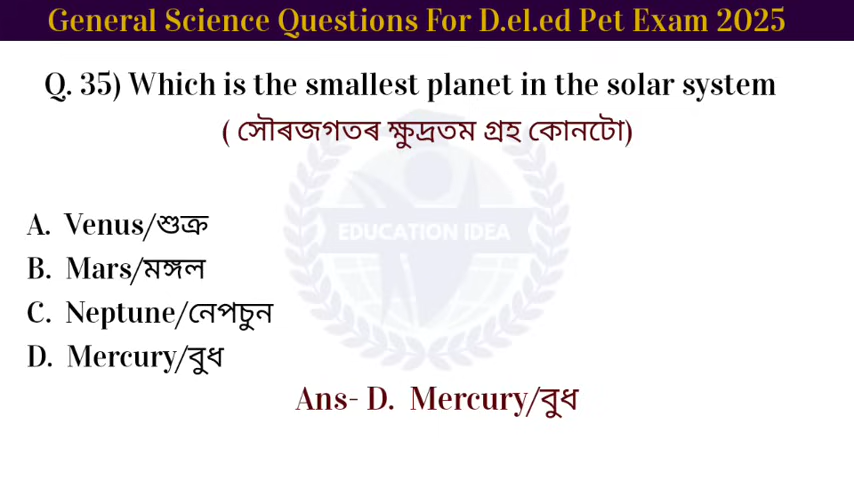 General Science Questions For D.el.ed Pet Exam 2025
Q. 35) Which is the smallest planet in the solar system
( সৌৰজগতৰ ক্ষুদ্ৰতম গ্ৰহ কোনটো)
EDUCATION IDEA
A. Venus/শুক্ৰ
B. Mars/মঙ্গল
C. Neptune/নেপচুন
D. Mercury/বুধ
Ans- D. Mercury/বুধ